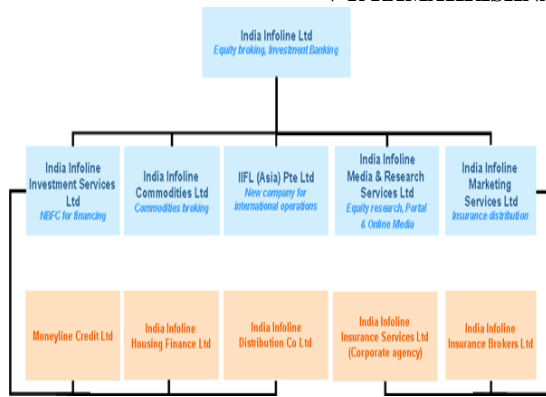 India Infoline Ltd
Equity broking, Investment Banking
India Infoline
Investment Services
Ltd
NBFC for financing
India Infoline
Commodities Ltd
Commodities broking
IIFL (Asia) Pte Ltd
New company for
international operations
India Infoline
Media & Research
Services Ltd
Equity research, Portal
& Online Media
India Infoline
Marketing
Services Ltd
Insurance distribution
Moneyline Credit Ltd
India Infoline
Housing Finance Ltd
India Infoline
Distribution Co Ltd
India Infoline
Insurance Services Ltd
(Corporate agency)
India Infoline
Insurance Brokers Ltd